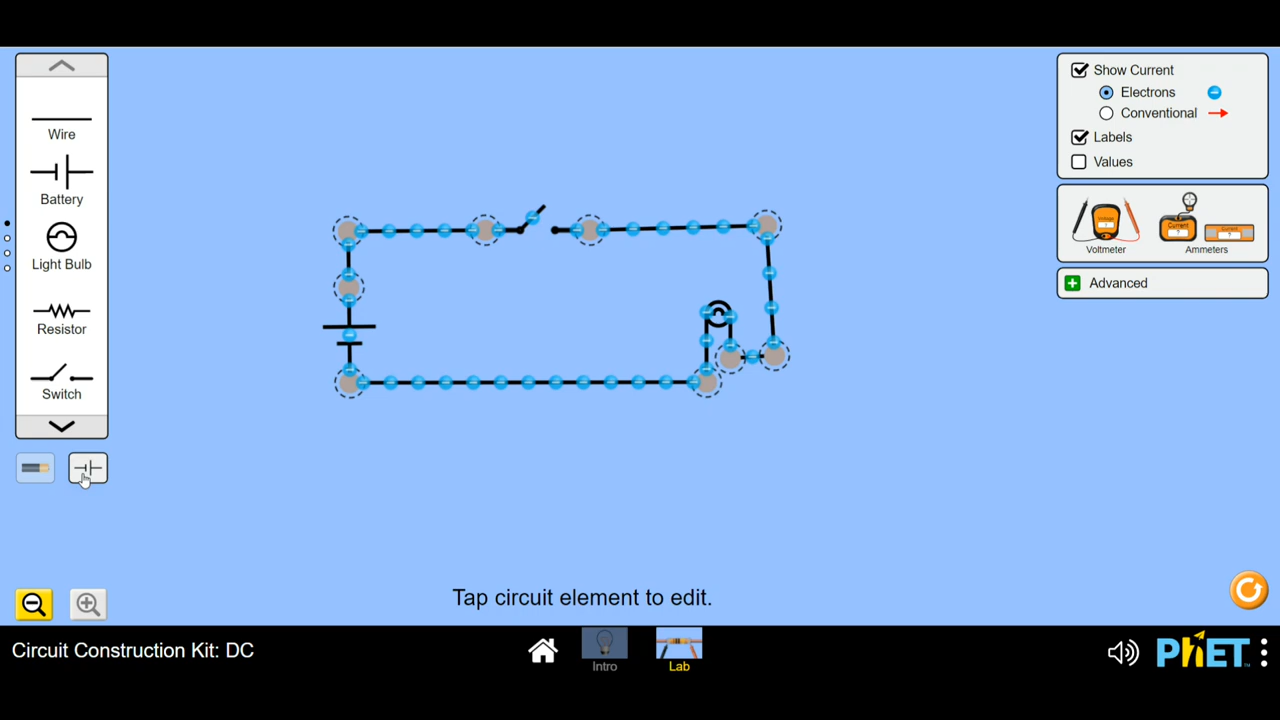 Wire
Battery
Light Bulb
Resistor
Switch
Show Current
Electrons
Conventional
Labels
Values
Voltmeter
Ammeters
Advanced
Tap circuit element to edit.
Circuit Construction Kit: DC
Intro
Lab
PhET